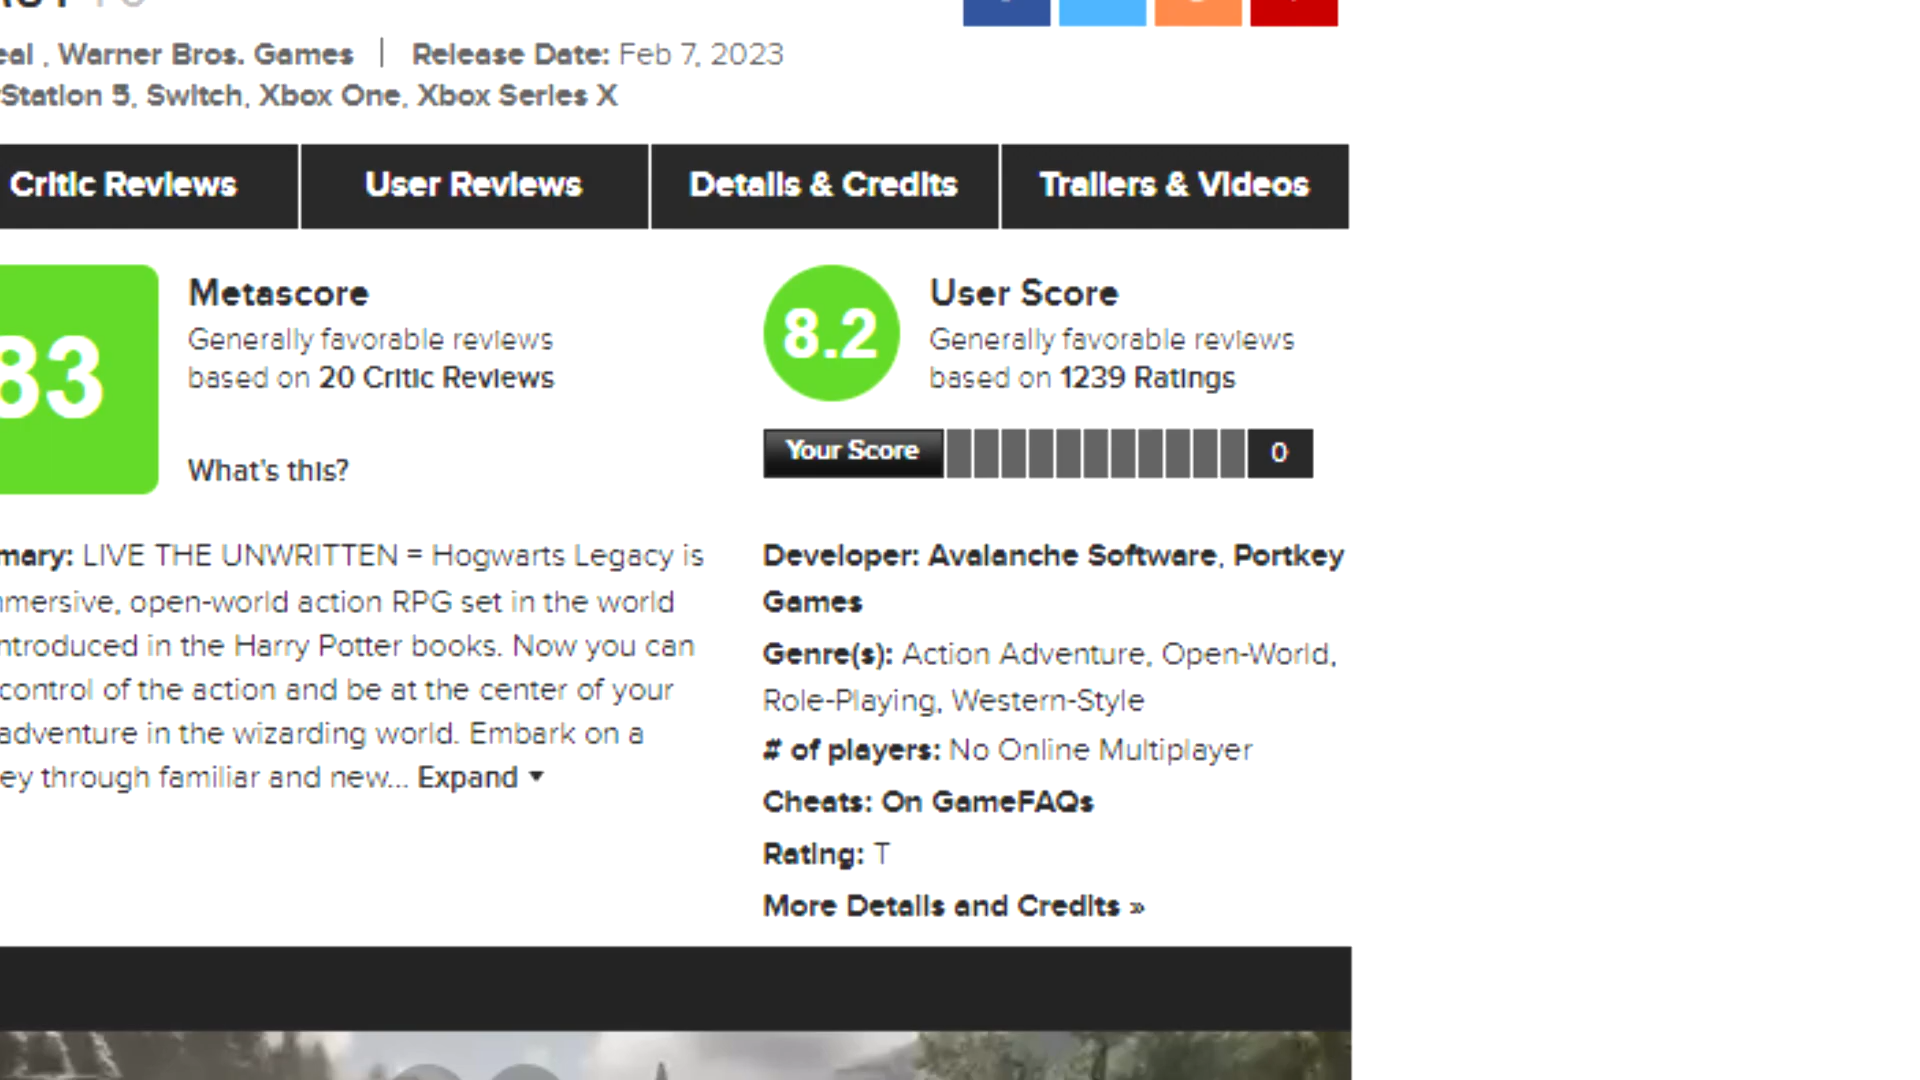 , Warner Bros. Games | Release Date: Feb 7, 2023
Station 5, Switch, Xbox One, Xbox Series X
Critic Reviews
User Reviews
Details & Credits
Trailers & Videos
83
Metascore
Generally favorable reviews
based on 20 Critic Reviews
What's this?
8.2
User Score
Generally favorable reviews
based on 1239 Ratings
Your Score
0
mary: LIVE THE UNWRITTEN = Hogwarts Legacy is
mmersive, open-world action RPG set in the world
ntroduced in the Harry Potter books. Now you can
control of the action and be at the center of your
adventure in the wizarding world. Embark on a
ey through familiar and new... Expand
Developer: Avalanche Software, Portkey
Games
Genre(s): Action Adventure, Open-World,
Role-Playing, Western-Style
# of players: No Online Multiplayer
Cheats: On GameFAQs
Rating: T
More Details and Credits »